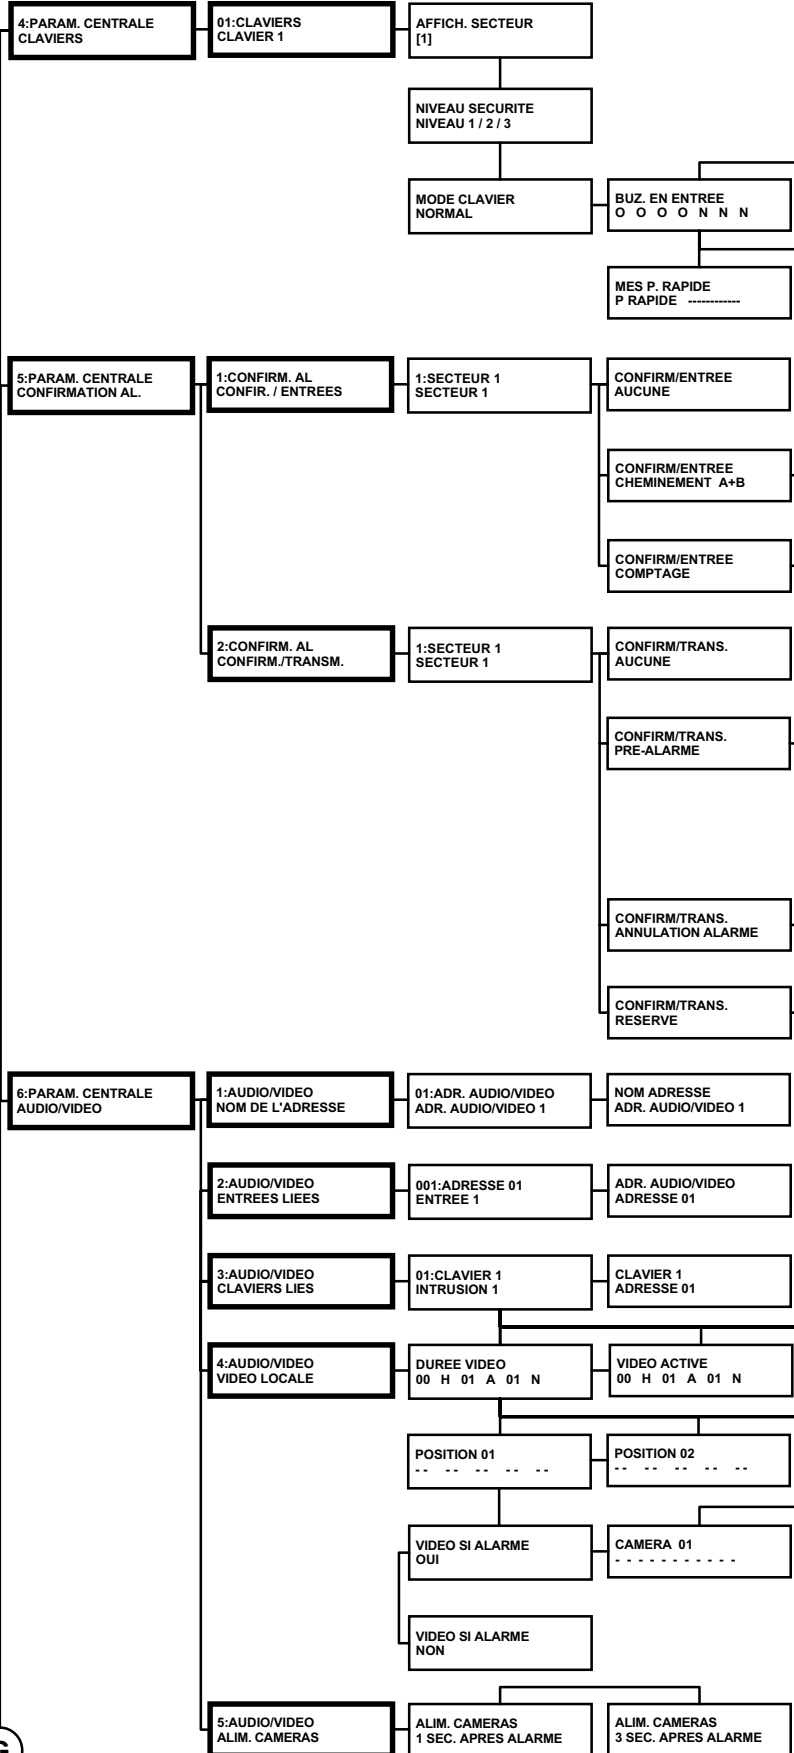 4:PARAM. CENTRALE
CLAVIERS
01:CLAVIERS
CLAVIER 1
AFFICH. SECTEUR
[1]
NIVEAU SECURITE
NIVEAU 1 / 2 / 3
MODE CLAVIER
NORMAL
BUZ. EN ENTREE
O O O O N N N
MES P. RAPIDE
P RAPIDE ------------
5:PARAM. CENTRALE
CONFIRMATION AL.
1:CONFIRM. AL
CONFIR. / ENTREES
1:SECTEUR 1
SECTEUR 1
CONFIRM/ENTREE
AUCUNE
CONFIRM/ENTREE
CHEMINEMENT A+B
CONFIRM/ENTREE
COMPTAGE
2:CONFIRM. AL
CONFIRM./TRANSM.
1:SECTEUR 1
SECTEUR 1
CONFIRM/TRANS.
AUCUNE
CONFIRM/TRANS.
PRE-ALARME
CONFIRM/TRANS.
ANNULATION ALARME
CONFIRM/TRANS.
RESERVE
6:PARAM. CENTRALE
AUDIO/VIDEO
1:AUDIO/VIDEO
NOM DE L'ADRESSE
01:ADR. AUDIO/VIDEO
ADR. AUDIO/VIDEO 1
NOM ADRESSE
ADR. AUDIO/VIDEO 1
2:AUDIO/VIDEO
ENTREES LIEES
001:ADRESSE 01
ENTREE 1
ADR. AUDIO/VIDEO
ADRESSE 01
3:AUDIO/VIDEO
CLAVIERS LIES
01:CLAVIER 1
INTRUSION 1
CLAVIER 1
ADRESSE 01
4:AUDIO/VIDEO
VIDEO LOCALE
DUREE VIDEO
00 H 01 A 01 N
VIDEO ACTIVE
00 H 01 A 01 N
POSITION 01
-- -- -- -- --
POSITION 02
-- -- -- -- --
VIDEO SI ALARME
OUI
CAMERA 01
- - - - - - - - - - -
VIDEO SI ALARME
NON
5:AUDIO/VIDEO
ALIM. CAMERAS
ALIM. CAMERAS
1 SEC. APRES ALARME
ALIM. CAMERAS
3 SEC. APRES ALARME